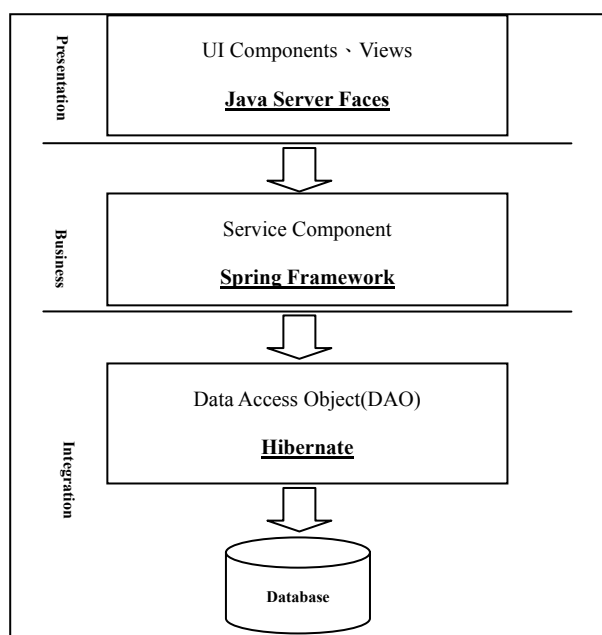 Presentation
UI Components、Views
Java Server Faces
Business
Service Component
Spring Framework
Integration
Data Access Object(DAO)
Hibernate
Database